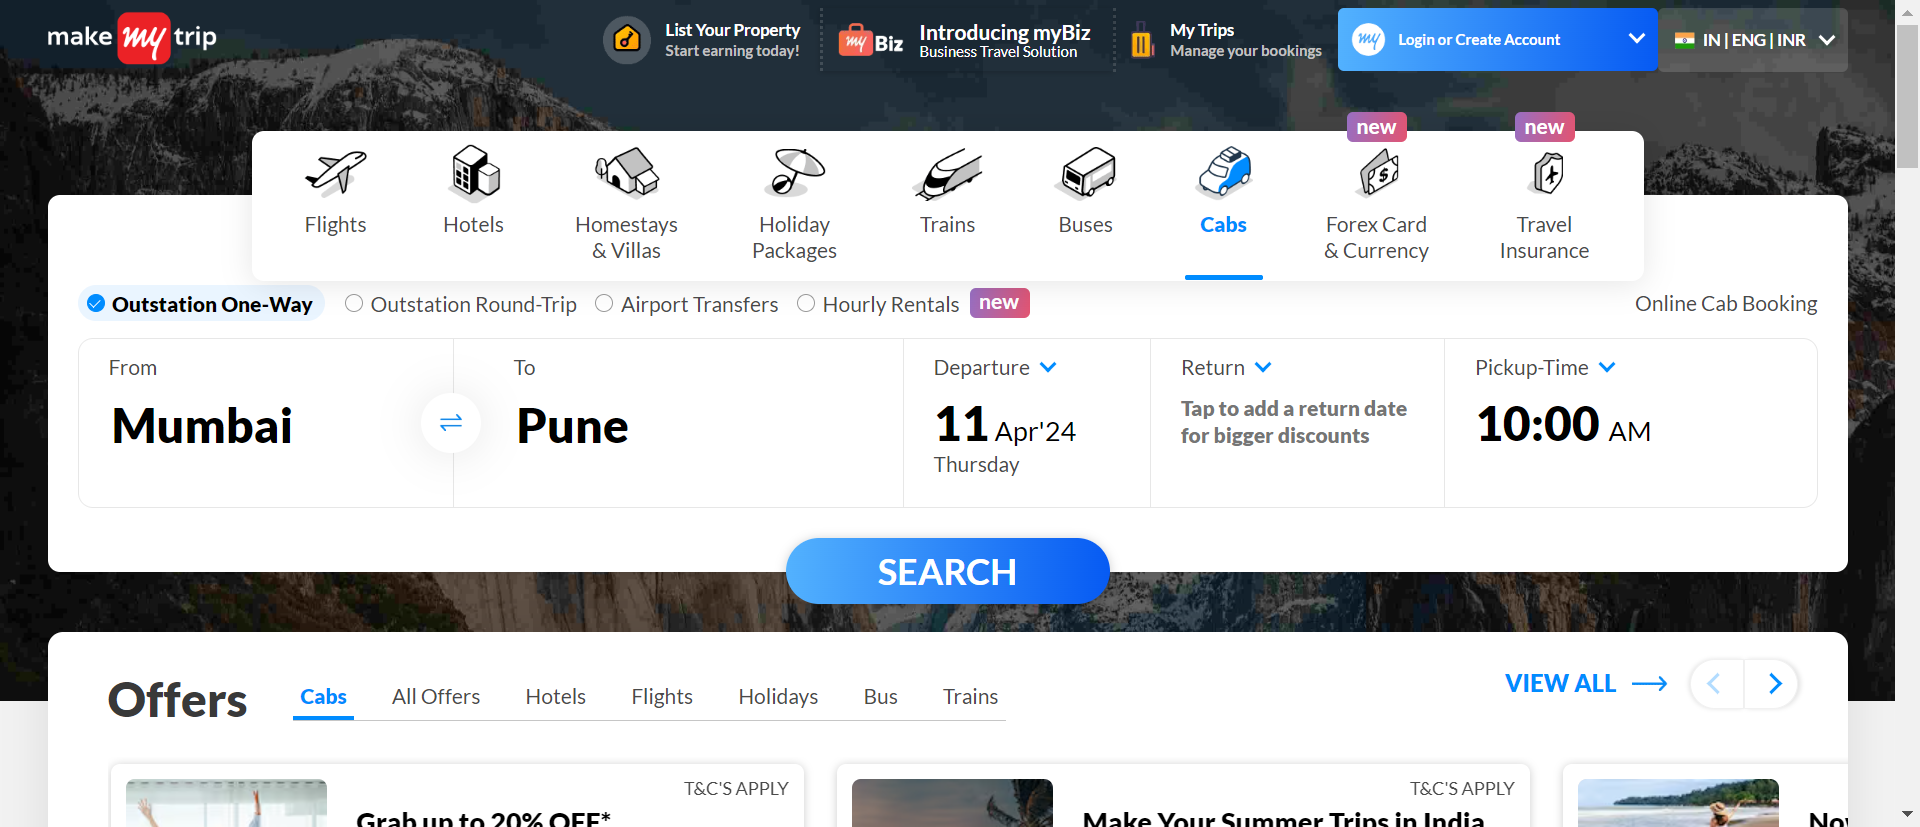 make my trip
List Your Property
Start earning today!
my Biz
Introducing myBiz
Business Travel Solution
My Trips
Manage your bookings
my
Login or Create Account
IN | ENG | INR
new
new
Flights
Hotels
Homestays
& Villas
Holiday
Packages
Trains
Buses
Cabs
Forex Card
& Currency
Travel
Insurance
Outstation One-Way
Outstation Round-Trip
Airport Transfers
Hourly Rentals
new
Online Cab Booking
From
Mumbai
To
Pune
Departure
11 Apr'24
Thursday
Return
Tap to add a return date
for bigger discounts
Pickup-Time
10:00 AM
SEARCH
Offers
Cabs
All Offers
Hotels
Flights
Holidays
Bus
Trains
VIEW ALL
T&C'S APPLY
Grab up to 20% OFF*
T&C'S APPLY
Make Your Summer Trips in India